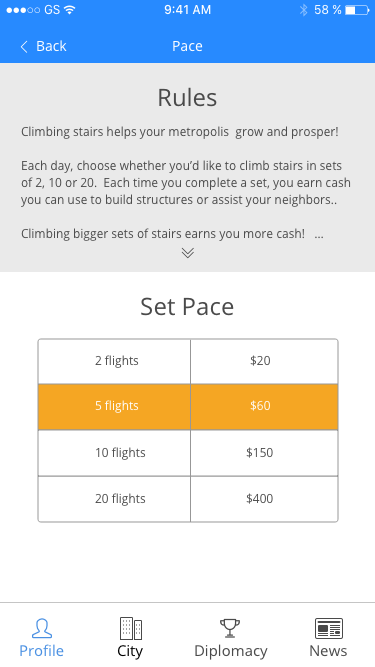 GS 9:41 AM 58 %
Back Pace
Rules
Climbing stairs helps your metropolis grow and prosper!
Each day, choose whether you’d like to climb stairs in sets
of 2, 10 or 20. Each time you complete a set, you earn cash
you can use to build structures or assist your neighbors..
Climbing bigger sets of stairs earns you more cash! ...
Set Pace
2 flights $20
5 flights $60
10 flights $150
20 flights $400
Profile City Diplomacy News